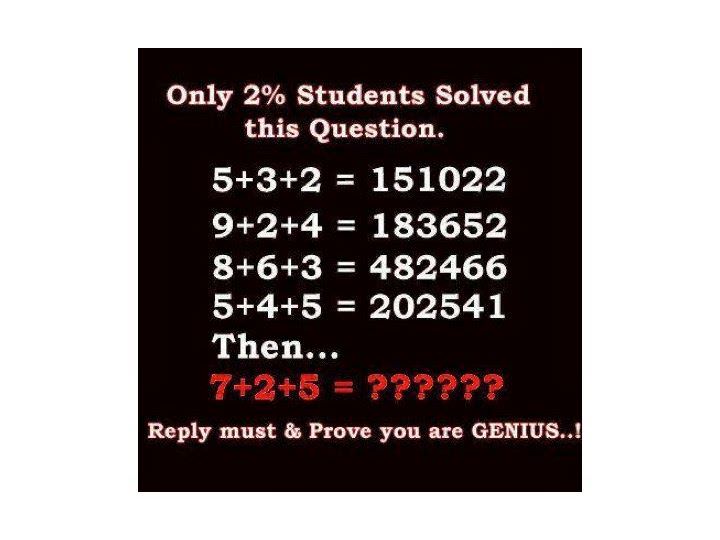 Only 2% Students Solved
this Question.
5+3+2 = 151022
9+2+4 = 183652
8+6+3 = 482466
5+4+5 = 202541
Then...
7+2+5 = ??????
Reply must & Prove you are GENIUS..!